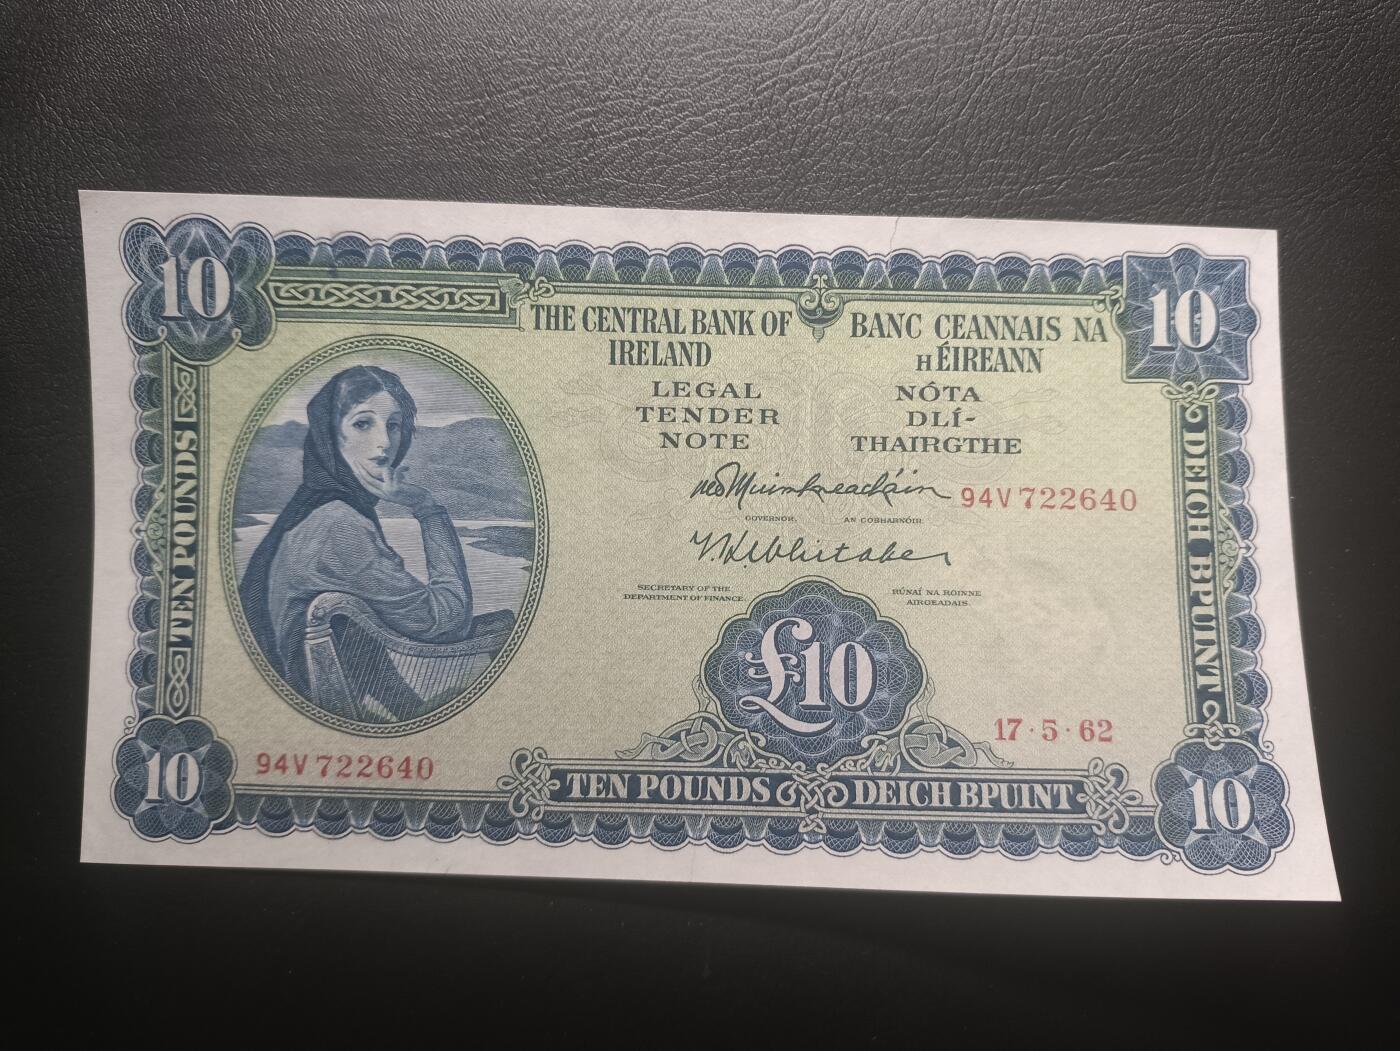 10
10
THE CENTRAL BANK OF
IRELAND
LEGAL
TENDER
NOTE
BANC CEANNAIS NA
hÉIREANN
NÓTA
DLÍ-
THAIRGTHE
94V 722640
GOVERNOR.
AN GOBHARNÓIR.
T.K. Whitaker
SECRETARY OF THE
DEPARTMENT OF FINANCE.
RÚNAÍ NA ROINNE
AIRGEADAIS.
TEN POUNDS
DEICH BPUINT
£10
17·5·62
94V 722640
10
TEN POUNDS
DEICH BPUINT
10